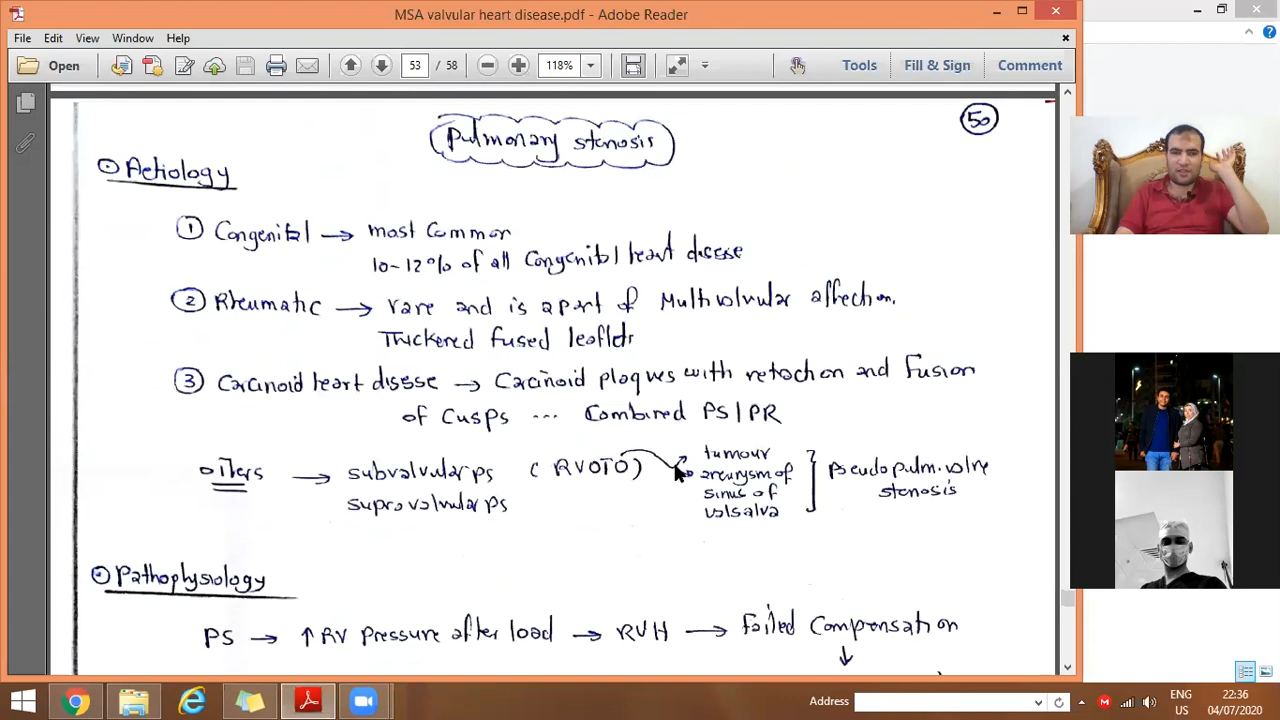 MSA valvular heart disease.pdf - Adobe Reader
File Edit View Window Help
Open 53 / 58 118% Tools Fill & Sign Comment
Pulmonary stenosis
50
Aetiology
1 Congenital → most common
10-12% of all Congenital heart disease
2 Rheumatic → rare and is a part of Multivalvular affection.
Thickered fused leaflets
3 Carcinoid heart disease → Carcinoid plaques with retaction and Fusion
of Cusps ... Combined PS/PR
others → subvalvular ps (RVOTO)
supravalvular ps
tumour
aneurysm of
sinus of
valsalva
pseudopulm. valve
stenosis
Pathophysiology
PS → ↑ RV pressure after load → RVH → Failed Compensation
↓
Address
ENG
US
22:36
04/07/2020